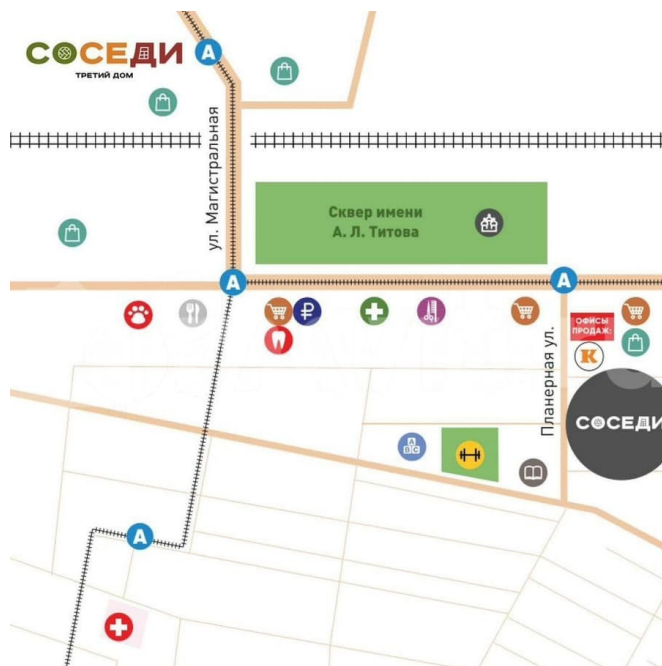 СОСЕДИ
ТРЕТИЙ ДОМ
А
ул. Магистральная
Сквер имени
А. Л. Титова
А
А
₽
ОФИСЫ
ПРОДАЖ:
К
Планерная ул.
СОСЕДИ
A
B C
А